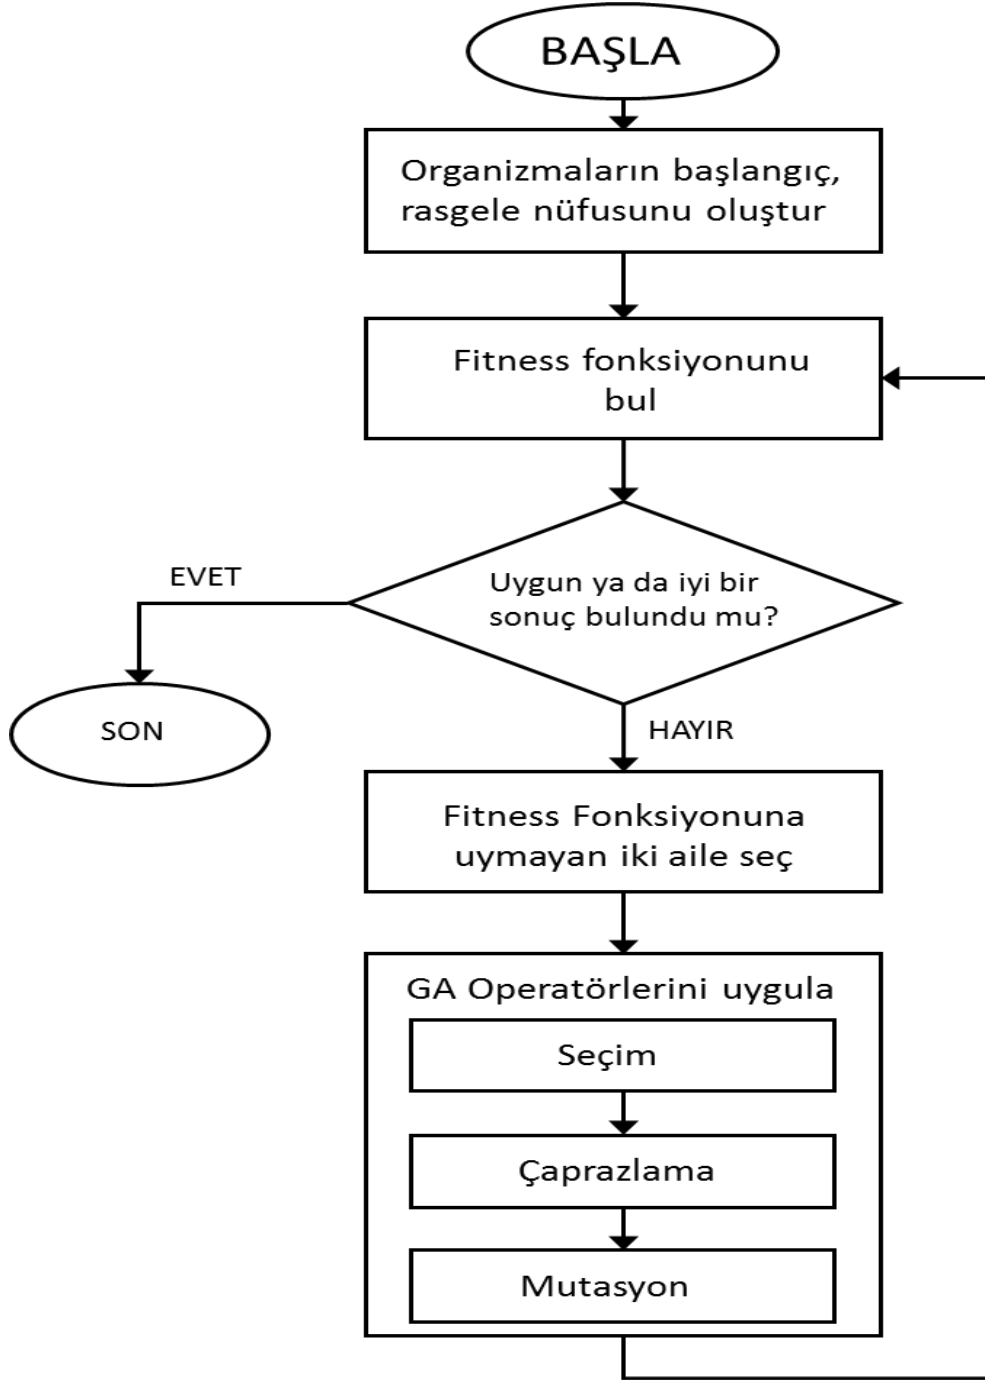 BAŞLA
Organizmaların başlangıç,
rasgele nüfusunu oluştur
Fitness fonksiyonunu
bul
Uygun ya da iyi bir
sonuç bulundu mu?
EVET
SON
HAYIR
Fitness Fonksiyonuna
uymayan iki aile seç
GA Operatörlerini uygula
Seçim
Çaprazlama
Mutasyon